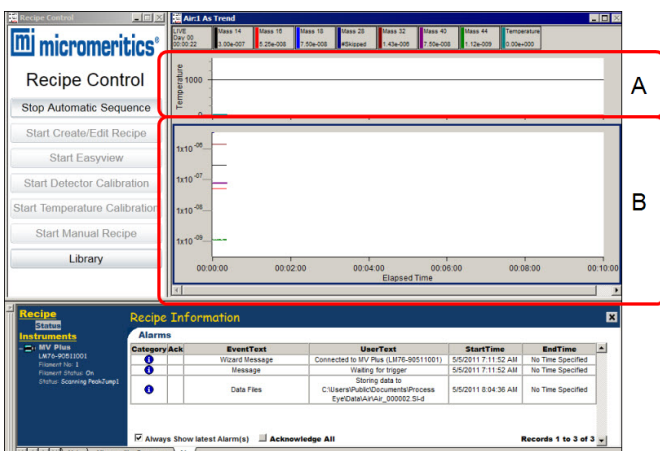 Recipe Control
mi micromeritics®
Recipe Control
Stop Automatic Sequence
Start Create/Edit Recipe
Start Easyview
Start Detector Calibration
Start Temperature Calibration
Start Manual Recipe
Library
Air:1 As Trend
LIVE Mass 14 Mass 16 Mass 18 Mass 28 Mass 32 Mass 40 Mass 44 Temperature
Day 00
00:00:22 3.00e-007 5.25e-008 7.50e-008 #Skipped 1.43e-006 7.50e-008 1.12e-009 0.00e+000
Temperature
1000
0
A
1x10 -06
1x10 -07
1x10 -08
1x10 -09
B
00:00:00 00:02:00 00:04:00 00:06:00 00:08:00 00:10:00
Elapsed Time
Recipe
Status
Instruments
MV Plus
LM76-90511001
Filament No: 1
Filament Status: On
Status: Scanning PeakJump1
Recipe Information
Alarms
Category Ack EventText UserText StartTime EndTime
Wizard Message Connected to MV Plus (LM76-90511001) 5/5/2011 7:11:52 AM No Time Specified
Message Waiting for trigger 5/5/2011 7:11:52 AM No Time Specified
Data Files Storing data to C:\Users\Public\Documents\Process Eye\Data\Air\Air_000002.SI-d 5/5/2011 8:04:36 AM No Time Specified
Always Show latest Alarm(s) Acknowledge All Records 1 to 3 of 3